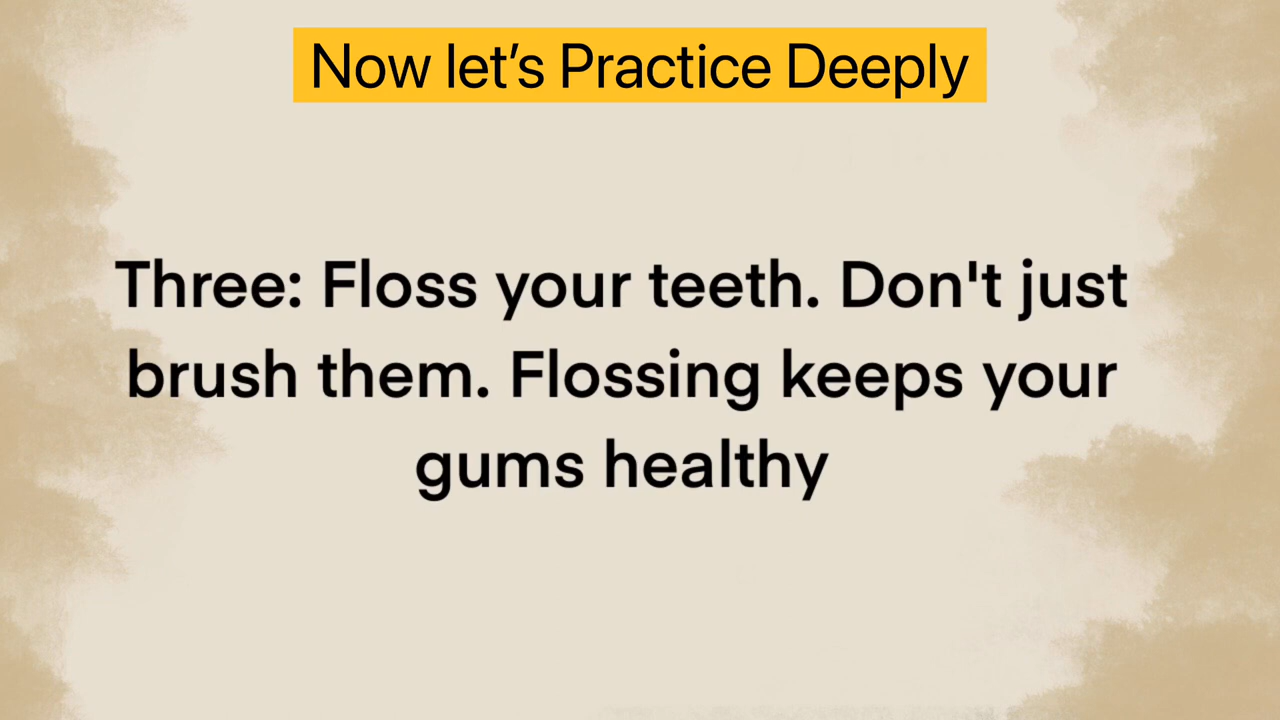 Now let’s Practice Deeply
Three: Floss your teeth. Don't just
brush them. Flossing keeps your
gums healthy